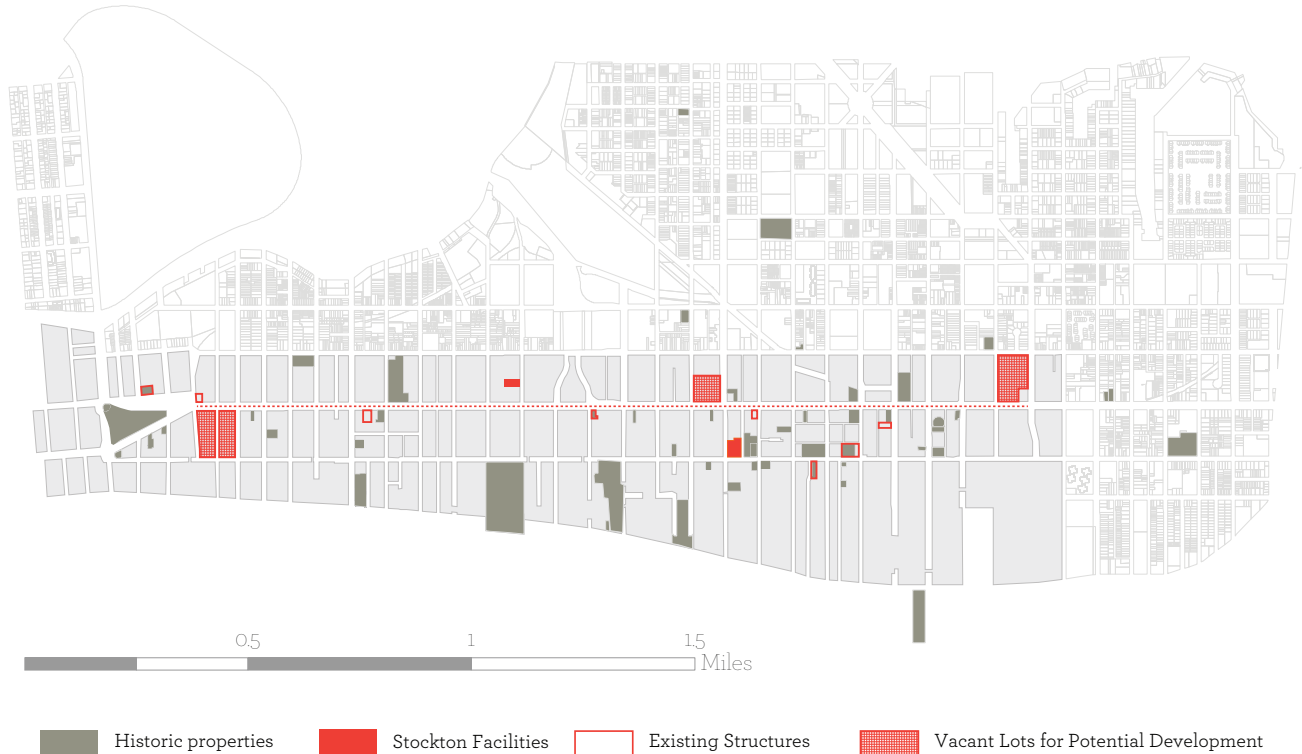 0.5
1
1.5
Miles
Historic properties
Stockton Facilities
Existing Structures
Vacant Lots for Potential Development